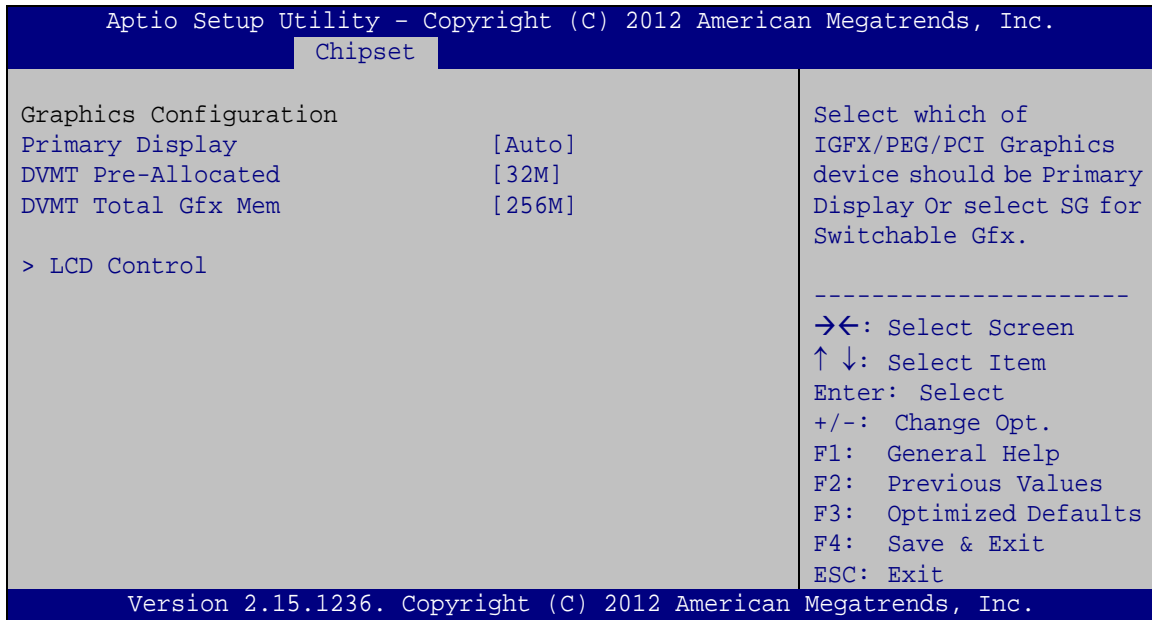 Aptio Setup Utility – Copyright (C) 2012 American Megatrends, Inc.
Chipset
Graphics Configuration
Primary Display [Auto]
DVMT Pre-Allocated [32M]
DVMT Total Gfx Mem [256M]
> LCD Control
Select which of
IGFX/PEG/PCI Graphics
device should be Primary
Display Or select SG for
Switchable Gfx.
----------------------
→←: Select Screen
↑ ↓: Select Item
Enter: Select
+/-: Change Opt.
F1: General Help
F2: Previous Values
F3: Optimized Defaults
F4: Save & Exit
ESC: Exit
Version 2.15.1236. Copyright (C) 2012 American Megatrends, Inc.